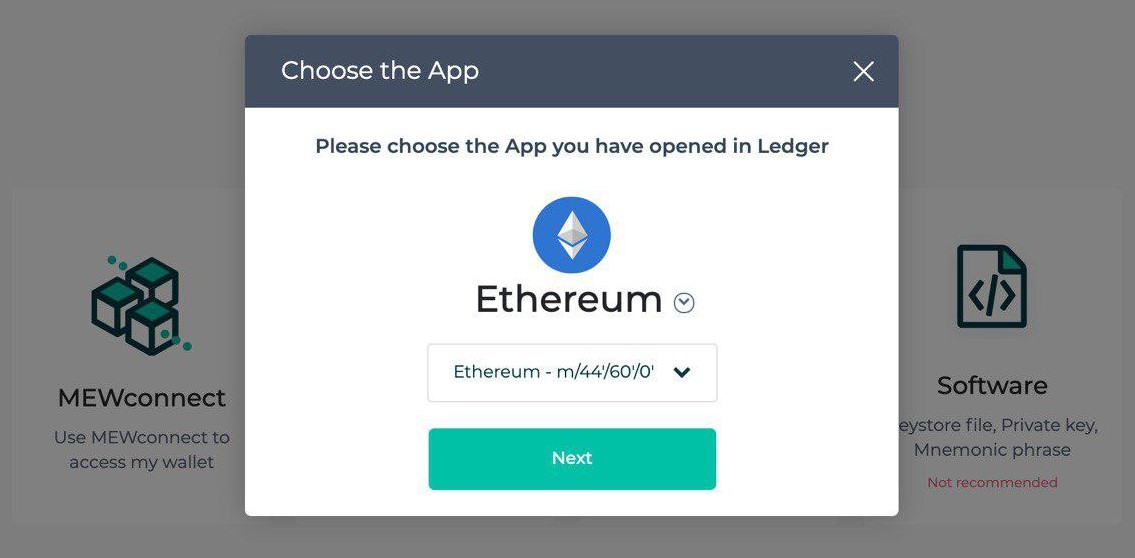 Choose the App
Please choose the App you have opened in Ledger
Ethereum
Ethereum - m/44'/60'/0'
Next
MEWconnect
Use MEWconnect to
access my wallet
Software
eystore file, Private key,
Mnemonic phrase
Not recommended